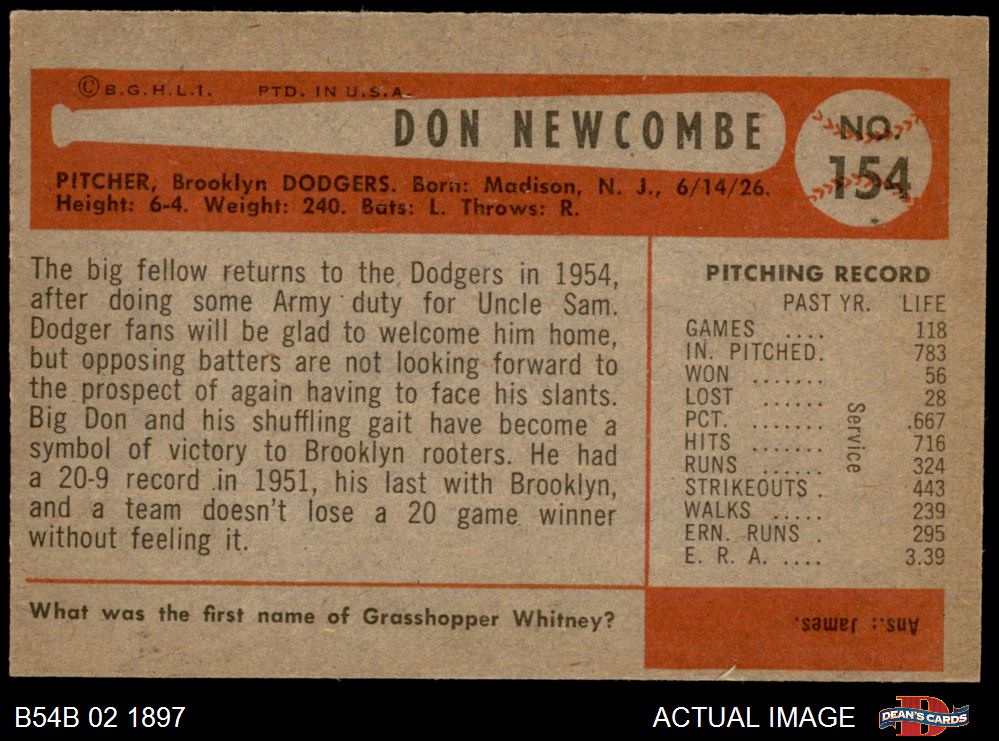 © B.G.H.L.I. PTD. IN U.S.A.
DON NEWCOMBE
NO.
154
PITCHER, Brooklyn DODGERS. Born: Madison, N. J., 6/14/26.
Height: 6-4. Weight: 240. Bats: L. Throws: R.
The big fellow returns to the Dodgers in 1954,
after doing some Army duty for Uncle Sam.
Dodger fans will be glad to welcome him home,
but opposing batters are not looking forward to
the prospect of again having to face his slants.
Big Don and his shuffling gait have become a
symbol of victory to Brooklyn rooters. He had
a 20-9 record in 1951, his last with Brooklyn,
and a team doesn't lose a 20 game winner
without feeling it.
PITCHING RECORD
PAST YR. LIFE
GAMES .... 118
IN. PITCHED. 783
WON ....... 56
LOST ...... 28
PCT. ....... .667
HITS ....... 716
RUNS ...... 324
STRIKEOUTS . 443
WALKS ..... 239
ERN. RUNS . 295
E. R. A. .... 3.39
Service
What was the first name of Grasshopper Whitney?
Ans.: James.
B54B 02 1897
ACTUAL IMAGE
DEAN'S CARDS